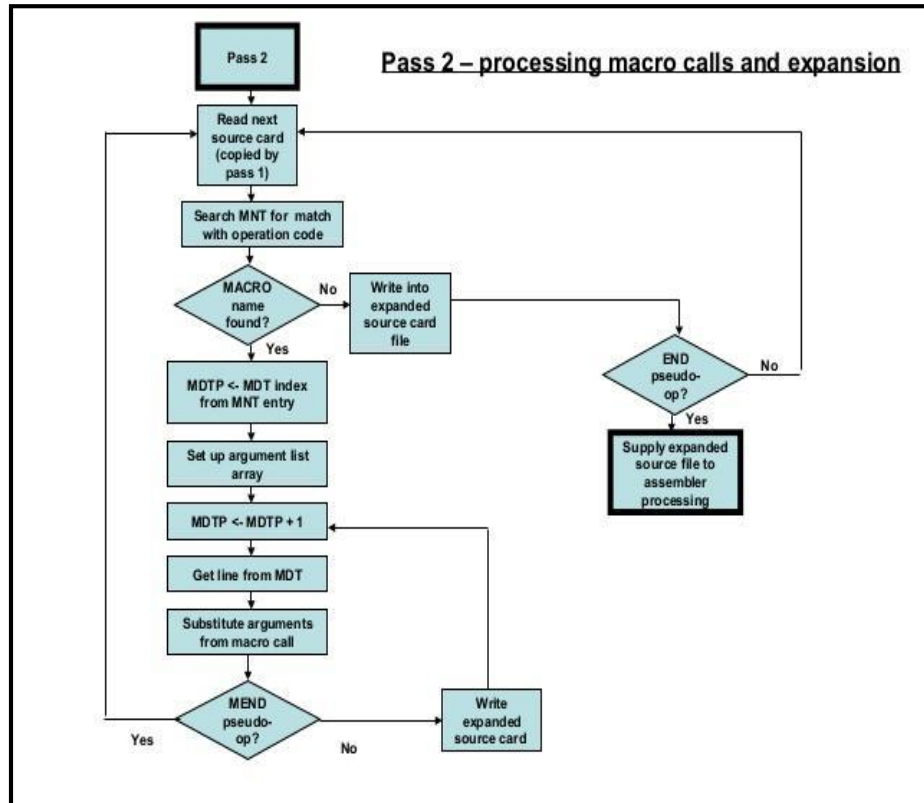 Pass 2
Pass 2 – processing macro calls and expansion
Read next
source card
(copied by
pass 1)
Search MNT for match
with operation code
MACRO
name
found?
No
Write into
expanded
source card
file
Yes
END
pseudo-
op?
No
Yes
MDTP <- MDT index
from MNT entry
Supply expanded
source file to
assembler
processing
Set up argument list
array
MDTP <- MDTP + 1
Get line from MDT
Substitute arguments
from macro call
MEND
pseudo-
op?
Yes
No
Write
expanded
source card